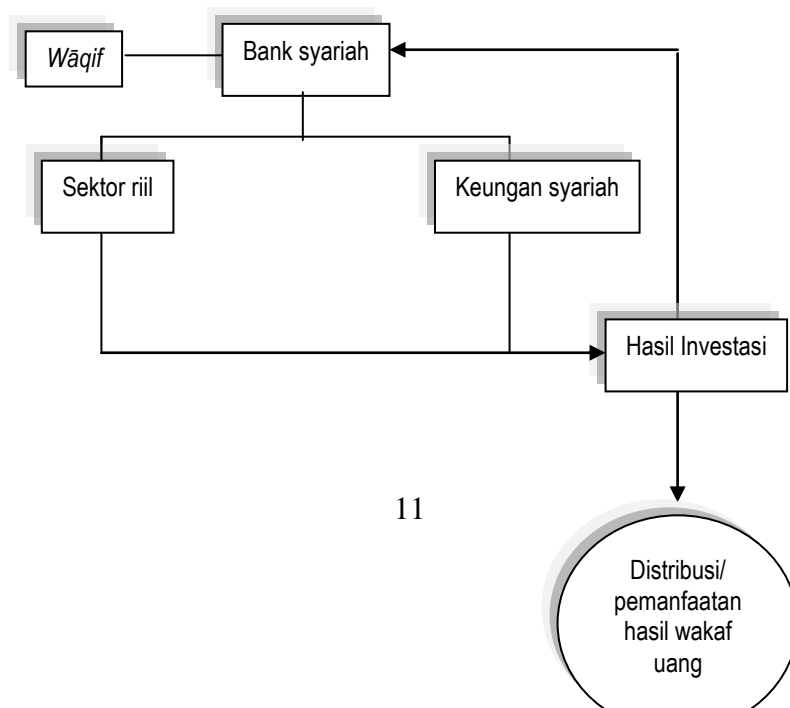 Wāqif
Bank syariah
Sektor riil
Keungan syariah
Hasil Investasi
11
Distribusi/
pemanfaatan
hasil wakaf
uang